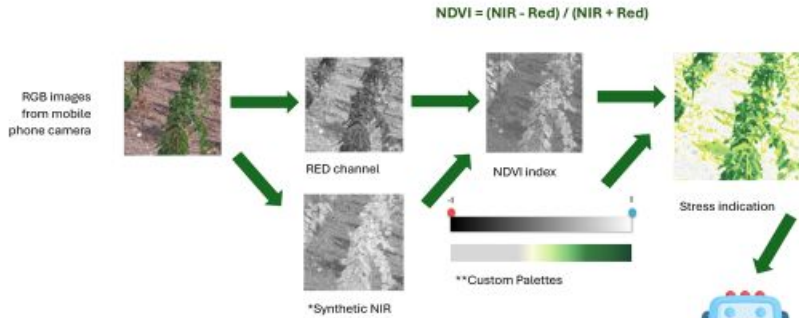 NDVI = (NIR - Red) / (NIR + Red)
RGB images
from mobile
phone camera
RED channel
NDVI index
Stress indication
-1
1
**Custom Palettes
*Synthetic NIR